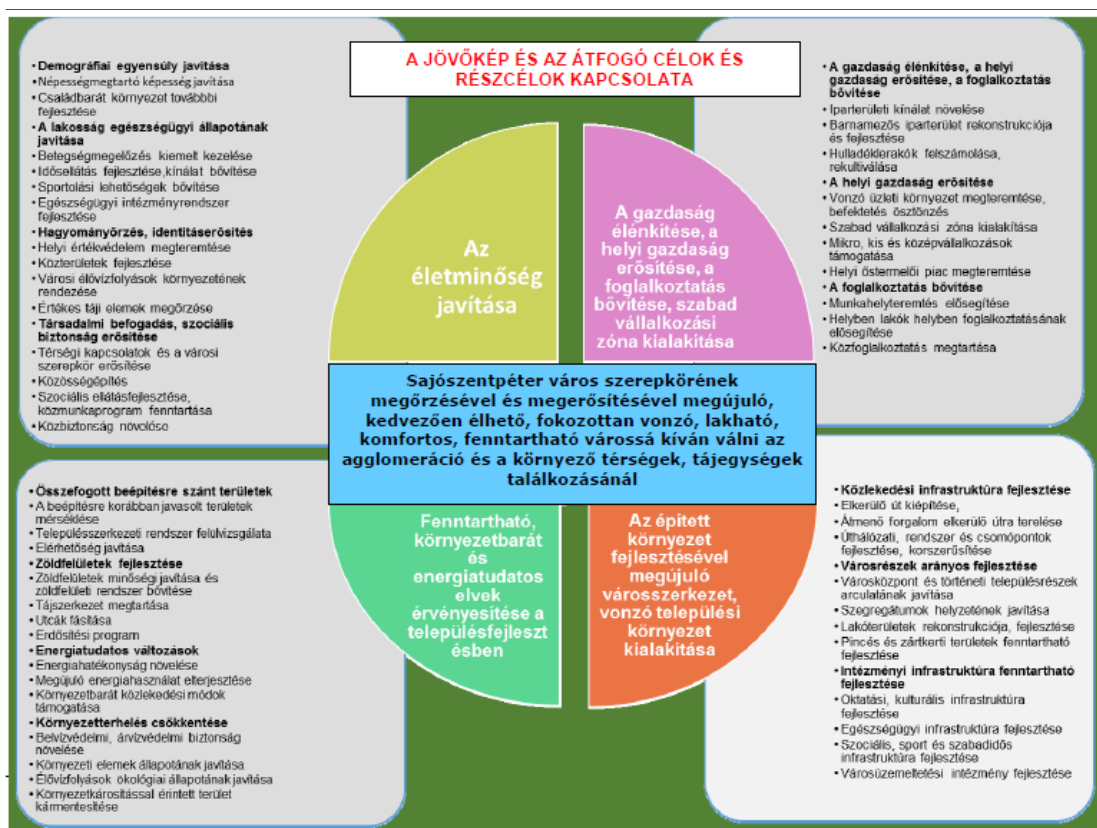 A JÖVŐKÉP ÉS AZ ÁTFOGÓ CÉLOK ÉS
RÉSZCÉLOK KAPCSOLATA
• Demográfiai egyensúly javítása
• Népességmegtartó képesség javítása
• Családbarát környezet továbbbi
fejlesztése
• A lakosság egészségügyi állapotának
javítása
• Betegségmegelőzés kiemelt kezelése
• Idősellátás fejlesztése,kínálat bővítése
• Sportolási lehetőségek bővítése
• Egészségügyi intézményrendszer
fejlesztése
• Hagyományőrzés, identitáserősítés
• Helyi értékvédelem megteremtése
• Közterületek fejlesztése
• Városi élővízfolyások környezetének
rendezése
• Értékes táji elemek megőrzése
• Társadalmi befogadás, szociális
biztonság erősítése
• Térségi kapcsolatok és a városi
szerepkör erősítése
• Közösségépítés
• Szociális ellátásfejlesztése,
közmunkaprogram fenntartása
• Közbiztonság növelése
Az
életminőség
javítása
A gazdaság
élénkítése, a
helyi gazdaság
erősítése, a
foglalkoztatás
bővítése, szabad
vállalkozási
zóna kialakítása
• A gazdaság élénkítése, a helyi
gazdaság erősítése, a foglalkoztatás
bővítése
• Iparterületi kínálat növelése
• Barnamezős iparterület rekonstrukciója
és fejlesztése
• Hulladéklerakók felszámolása,
rekultiválása
• A helyi gazdaság erősítése
• Vonzó üzleti környezet megteremtése,
befektetés ösztönzés
• Szabad vállalkozási zóna kialakítása
• Mikro, kis és középvállalkozások
támogatása
• Helyi őstermelői piac megteremtése
• A foglalkoztatás bővítése
• Munkahelyteremtés elősegítése
• Helyben lakók helyben foglalkoztatásának
elősegítése
• Közfoglalkoztatás megtartása
Sajószentpéter város szerepkörének
megőrzésével és megerősítésével megújuló,
kedvezően élhető, fokozottan vonzó, lakható,
komfortos, fenntartható várossá kíván válni az
agglomeráció és a környező térségek, tájegységek
találkozásánál
• Összefogott beépítésre szánt területek
• A beépítésre korábban javasolt területek
mérséklése
• Településszerkezeti rendszer felülvizsgálata
• Elérhetőség javítása
• Zöldfelületek fejlesztése
• Zöldfelületek minőségi javítása és
zöldfelületi rendszer bővítése
• Tájszerkezet megtartása
• Utcák fásítása
• Erdősítési program
• Energiatudatos változások
• Energiahatékonyság növelése
• Megújuló energiahasználat elterjesztése
• Környezetbarát közlekedési módok
támogatása
• Környezetterhelés csökkentése
• Belvízvédelmi, árvízvédelmi biztonság
növelése
• Környezeti elemek állapotának javítása
• Élővízfolyások ökológiai állapotának javítása
• Környezetkárosítással érintett terület
kármentesítése
Fenntartható,
környezetbarát
és
energiatudatos
elvek
érvényesítése a
településfejleszt
ésben
Az épített
környezet
fejlesztésével
megújuló
városszerkezet,
vonzó települési
környezet
kialakítása
• Közlekedési infrastruktúra fejlesztése
• Elkerülő út kiépítése,
• Átmenő forgalom elkerülő útra terelése
• Úthálózati, rendszer és csomópontok
fejlesztése, korszerűsítése
• Városrészek arányos fejlesztése
• Városközpont és történeti településrészek
arculatának javítása
• Szegregátumok helyzetének javítása
• Lakóterületek rekonstrukciója, fejlesztése
• Pincés és zártkerti területek fenntartható
fejlesztése
• Intézményi infrastruktúra fenntartható
fejlesztése
• Oktatási, kulturális infrastruktúra
fejlesztése
• Egészségügyi infrastruktúra fejlesztése
• Szociális, sport és szabadidős
infrastruktúra fejlesztése
• Városüzemeltetési intézmény fejlesztése